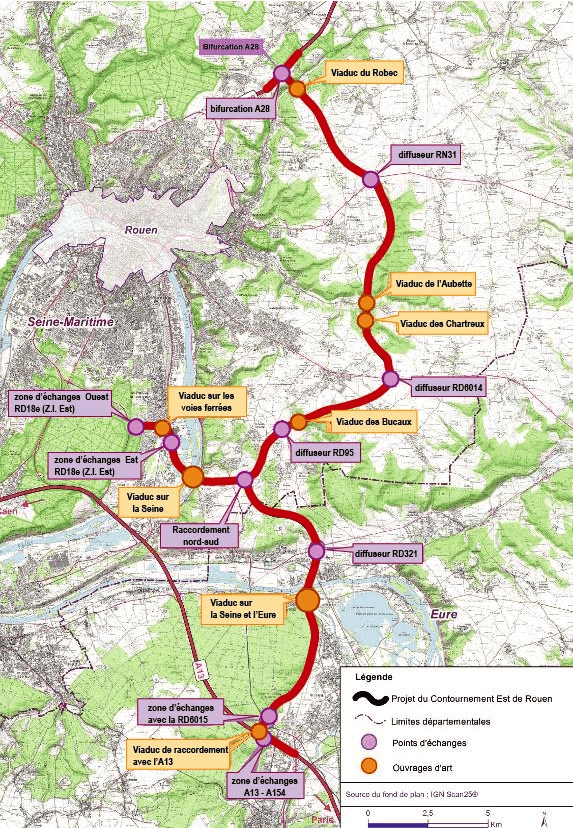 Bifurcation A28
Viaduc du Robec
bifurcation A28
diffuseur RN31
Rouen
Viaduc de l'Aubette
Seine-Maritime
Viaduc des Chartreux
diffuseur RD6014
zone d'échanges Ouest
RD18e (Z.I. Est)
Viaduc sur les
voies ferrées
Viaduc des Bucaux
zone d'échanges Est
RD18e (Z.I. Est)
diffuseur RD95
Viaduc sur
la Seine
Caen
Raccordement
nord-sud
diffuseur RD321
Viaduc sur
la Seine et l'Eure
Eure
A13
zone d'échanges
avec la RD6015
Viaduc de raccordement
avec l'A13
zone d'échanges
A13 - A154
Paris
Légende
Projet du Contournement Est de Rouen
Limites départementales
Points d'échanges
Ouvrages d'art
Source du fond de plan : IGN Scan25®
0 2,5 5
Km
N